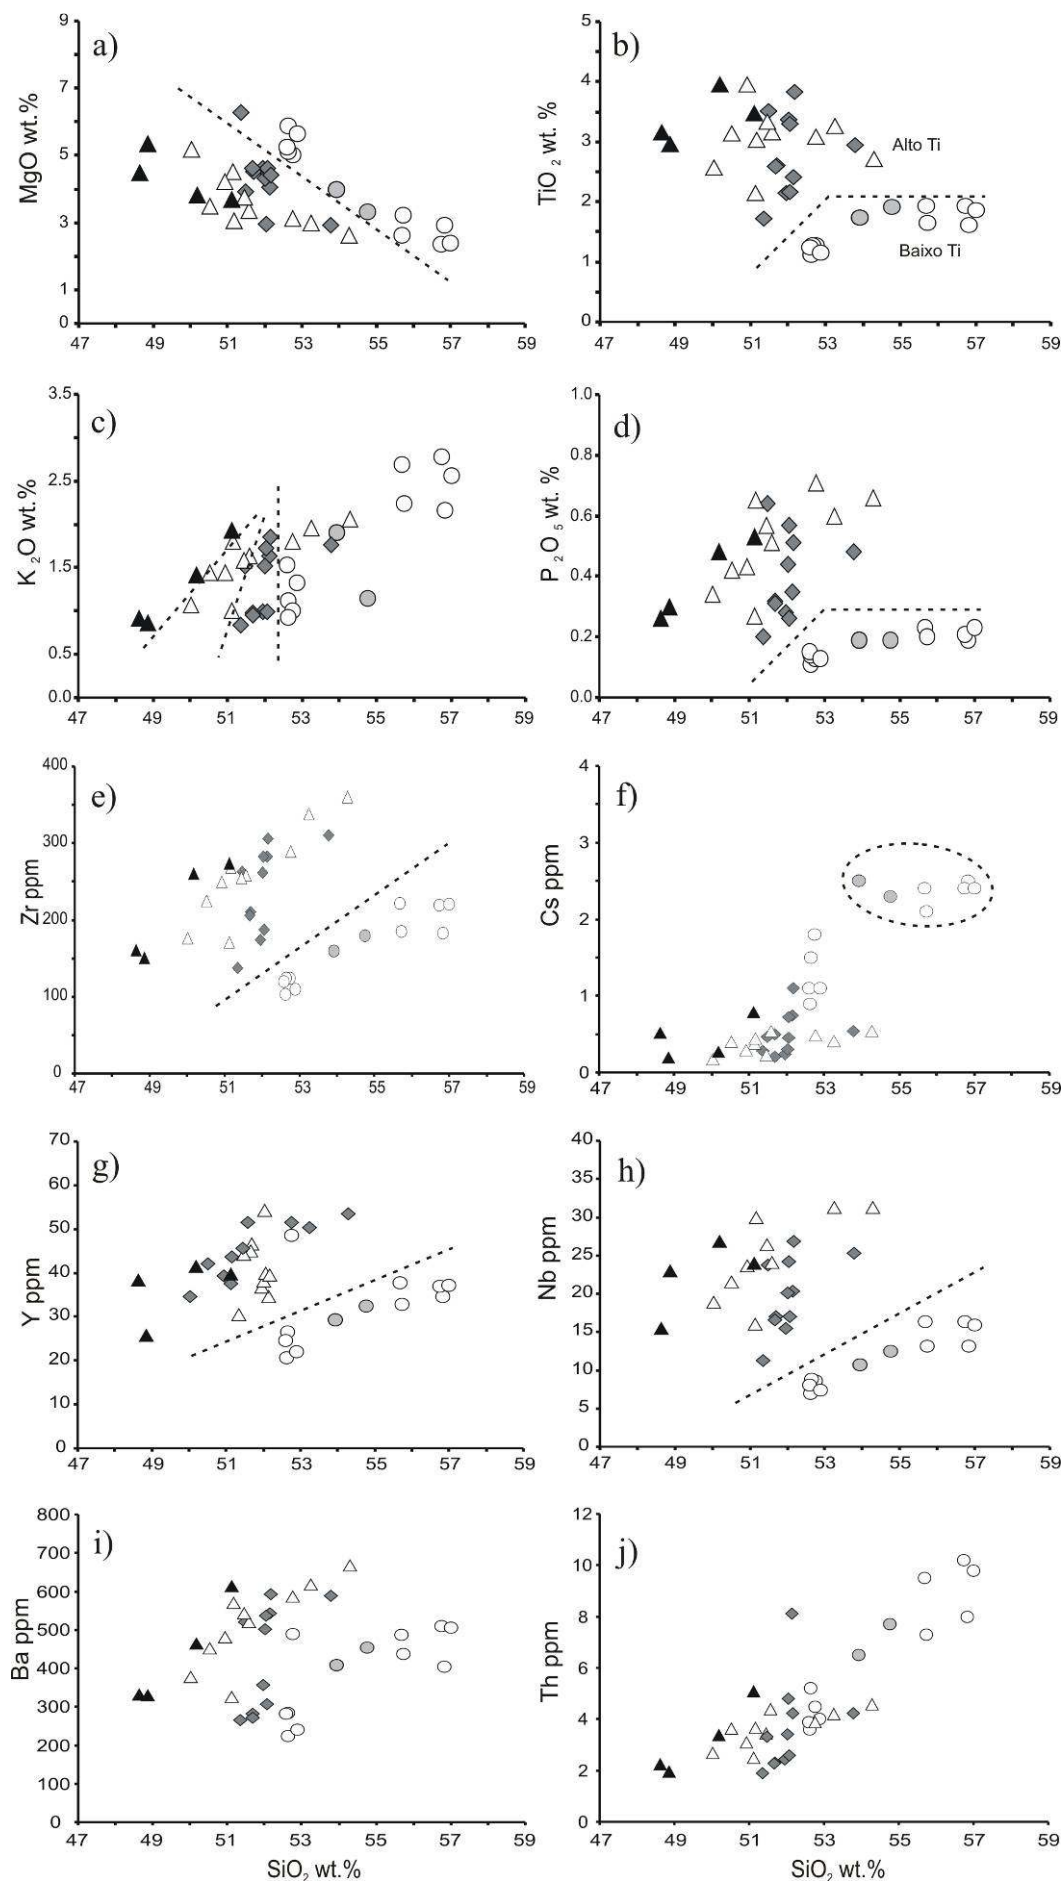 a)
MgO wt.%
9
7
5
3
1
0
47 49 51 53 55 57 59
b)
TiO₂ wt. %
5
4
3
2
1
0
Alto Ti
Baixo Ti
47 49 51 53 55 57 59
c)
K₂O wt. %
3.5
2.5
1.5
0.5
0.0
47 49 51 53 55 57 59
d)
P₂O₅ wt. %
1.0
0.8
0.6
0.4
0.2
0.0
47 49 51 53 55 57 59
e)
Zr ppm
400
300
200
100
0
49 51 53 55 57 59
f)
Cs ppm
4
3
2
1
0
47 49 51 53 55 57 59
g)
Y ppm
70
60
50
40
30
20
10
0
47 49 51 53 55 57 59
h)
Nb ppm
40
35
30
25
20
15
10
5
0
47 49 51 53 55 57 59
i)
Ba ppm
800
700
600
500
400
300
200
100
0
47 49 51 53 55 57 59
SiO₂ wt.%
j)
Th ppm
12
10
8
6
4
2
0
47 49 51 53 55 57 59
SiO₂ wt.%